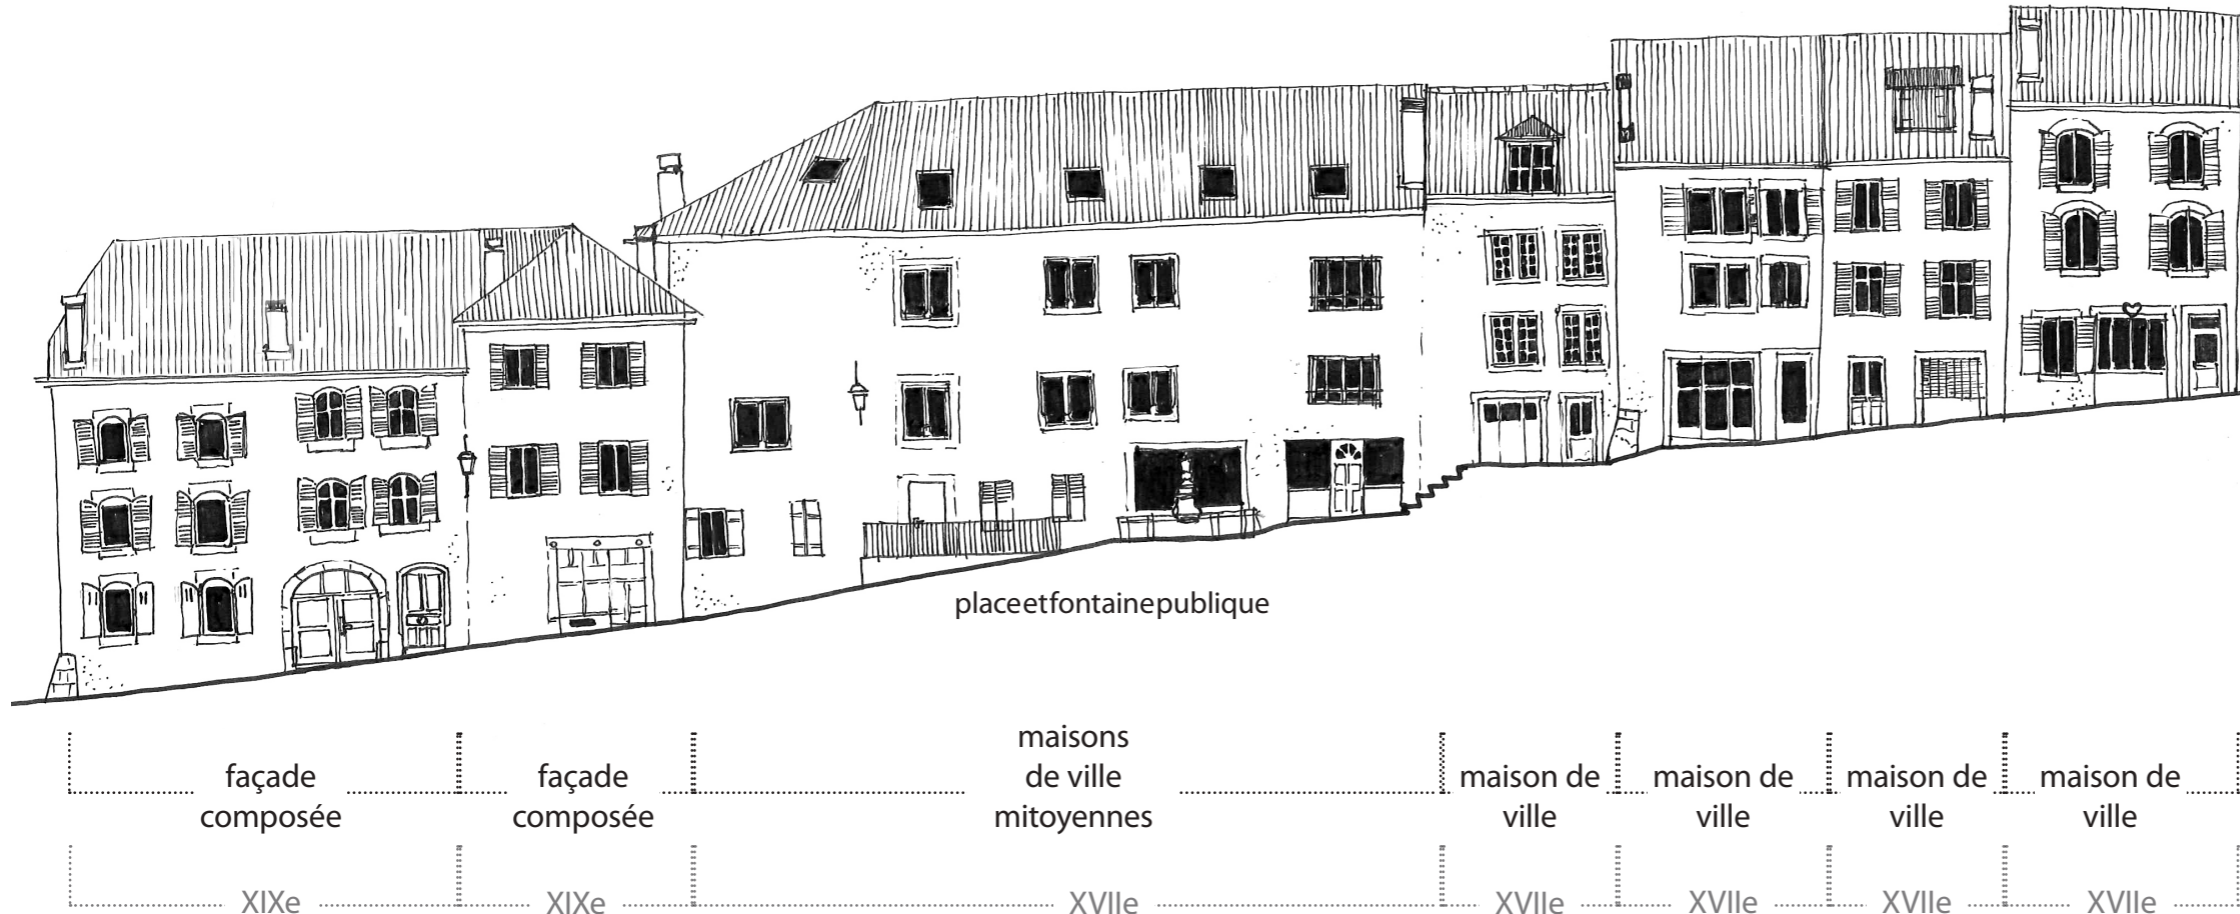 placeetfontainepublique
façade
composée
façade
composée
maisons
de ville
mitoyennes
maison de
ville
maison de
ville
maison de
ville
maison de
ville
XIXe
XIXe
XVIIe
XVIIe
XVIIe
XVIIe
XVIIe